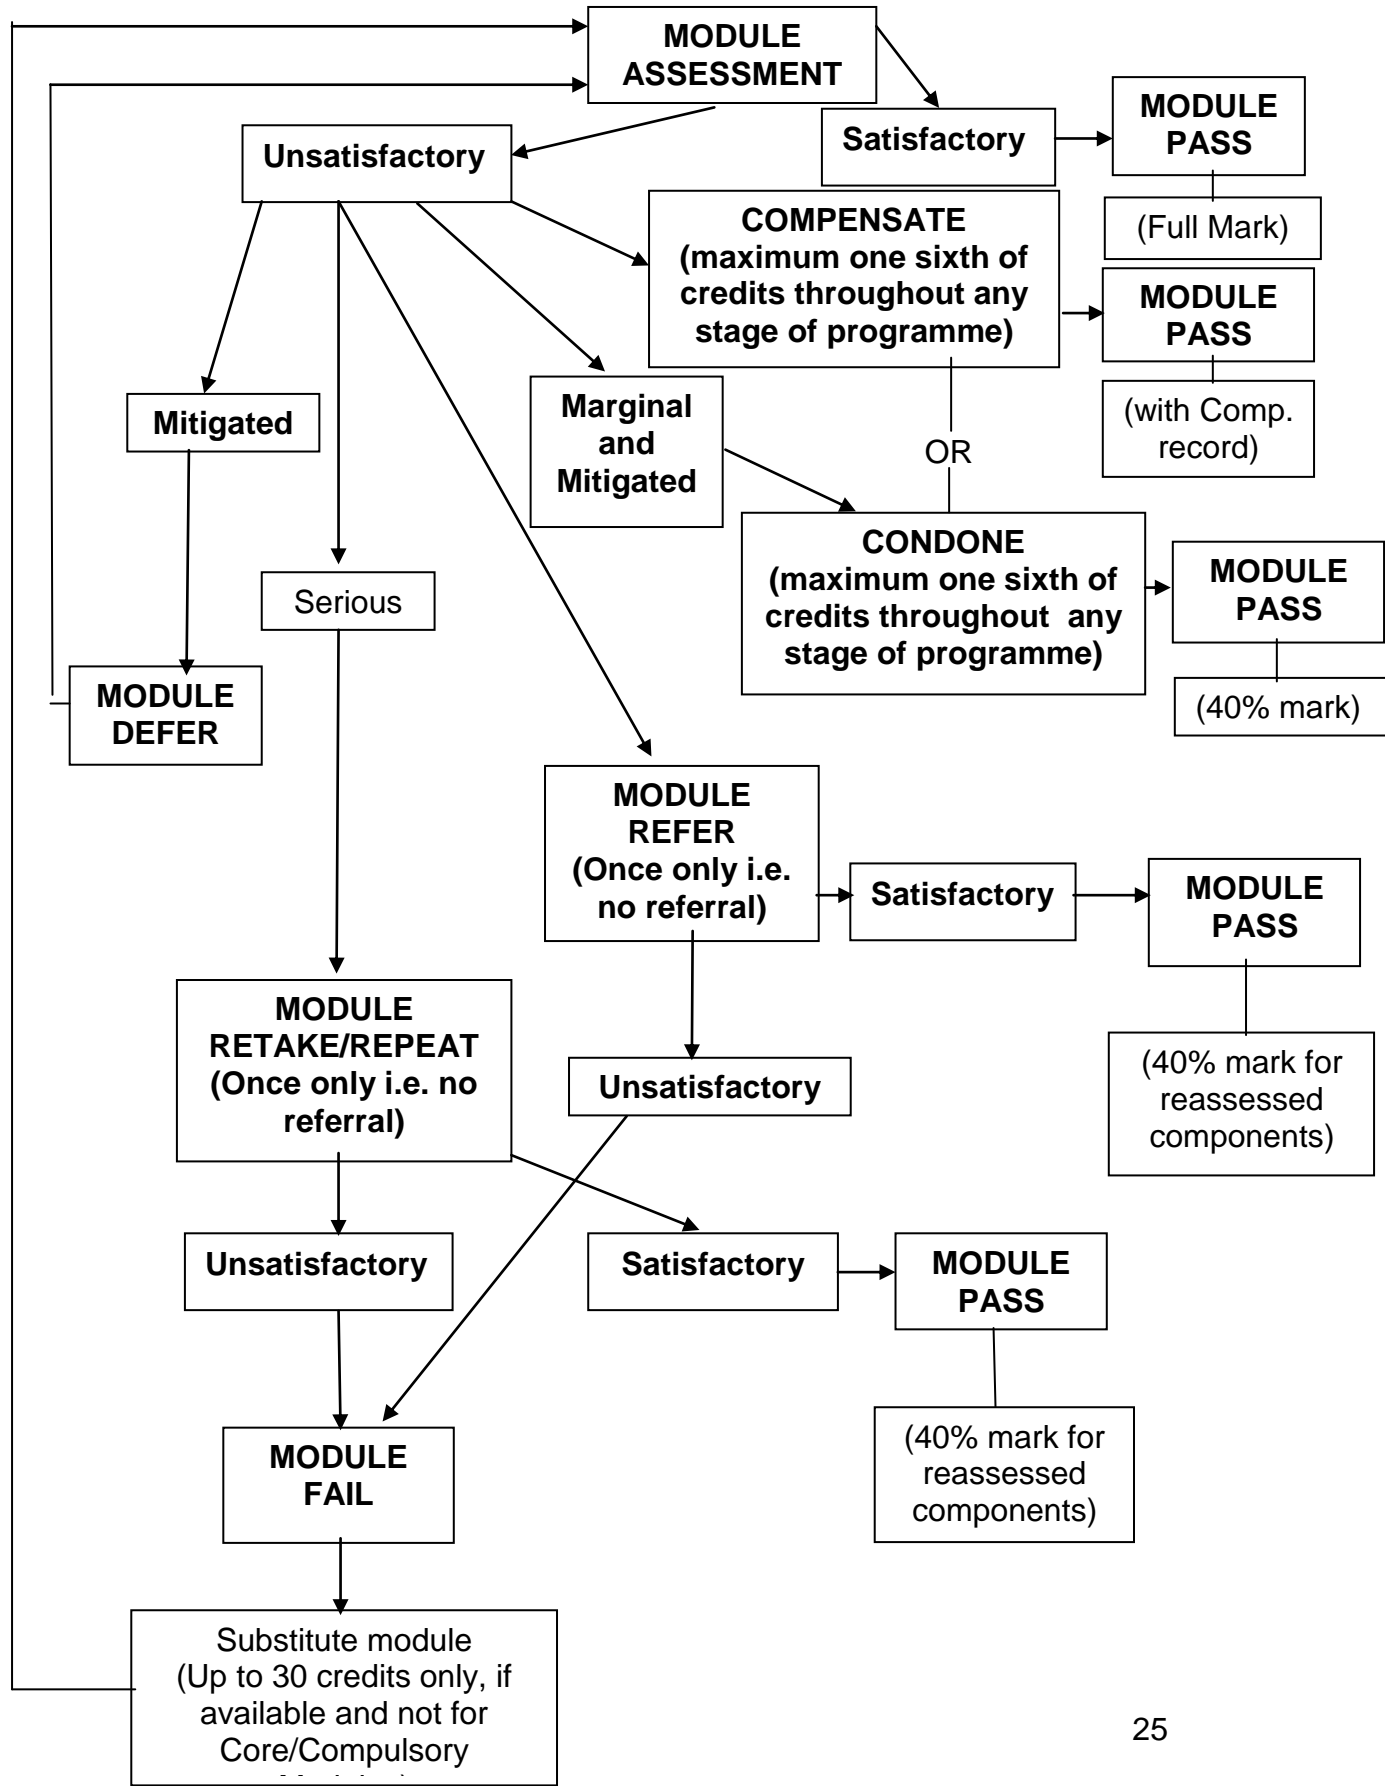 MODULE
ASSESSMENT
Satisfactory
MODULE
PASS
(Full Mark)
Unsatisfactory
COMPENSATE
(maximum one sixth of
credits throughout any
stage of programme)
MODULE
PASS
(with Comp.
record)
Mitigated
Marginal
and
Mitigated
OR
CONDONE
(maximum one sixth of
credits throughout any
stage of programme)
MODULE
PASS
(40% mark)
Serious
MODULE
DEFER
MODULE
REFER
(Once only i.e.
no referral)
Satisfactory
MODULE
PASS
(40% mark for
reassessed
components)
MODULE
RETAKE/REPEAT
(Once only i.e. no
referral)
Unsatisfactory
Unsatisfactory
Satisfactory
MODULE
PASS
(40% mark for
reassessed
components)
MODULE
FAIL
Substitute module
(Up to 30 credits only, if
available and not for
Core/Compulsory
25